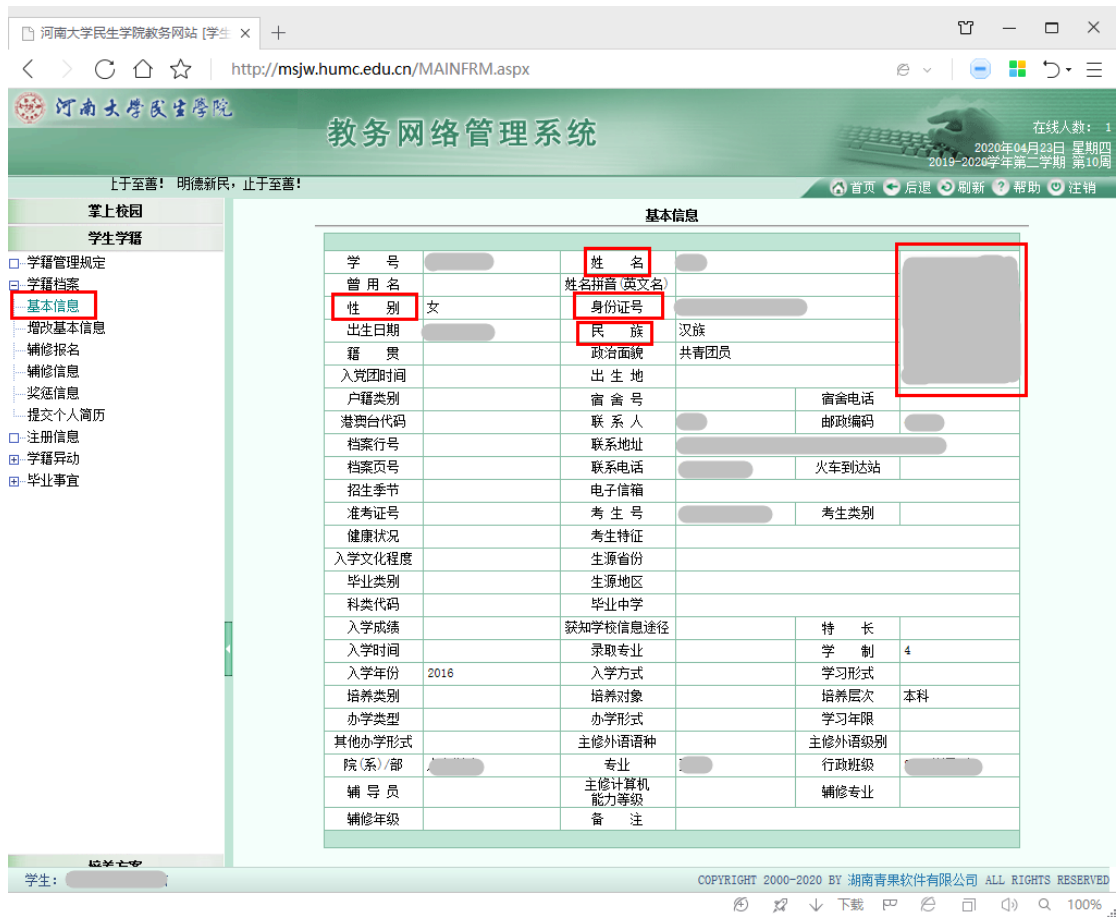 河南大学民生学院教务网站 [学生
http://msjw.humc.edu.cn/MAINFRM.aspx
河南大学民生学院
教务网络管理系统
在线人数: 1
2020年04月23日 星期四
2019-2020学年第二学期 第10周
上于至善! 明德新民,止于至善!
首页 后退 刷新 帮助 注销
掌上校园
学生学籍
学籍管理规定
学籍档案
基本信息
增改基本信息
辅修报名
辅修信息
奖惩信息
提交个人简历
注册信息
学籍异动
毕业事宜
培养方案
基本信息
学 号 姓 名
曾用名 姓名拼音(英文名)
性 别 女 身份证号
出生日期 民 族 汉族
籍 贯 政治面貌 共青团员
入党团时间 出生地
户籍类别 宿舍号 宿舍电话
港澳台代码 联系人 邮政编码
档案行号 联系地址
档案页号 联系电话 火车到达站
招生季节 电子信箱
准考证号 考生号 考生类别
健康状况 考生特征
入学文化程度 生源省份
毕业类别 生源地区
科类代码 毕业中学
入学成绩 获知学校信息途径 特 长
入学时间 录取专业 学 制 4
入学年份 2016 入学方式 学习形式
培养类别 培养对象 培养层次 本科
办学类型 办学形式 学习年限
其他办学形式 主修外语语种 主修外语级别
院(系)/部 专业 行政班级
辅导员 主修计算机
能力等级 辅修专业
辅修年级 备 注
学生:
COPYRIGHT 2000-2020 BY 湖南青果软件有限公司 ALL RIGHTS RESERVED
下载 100%